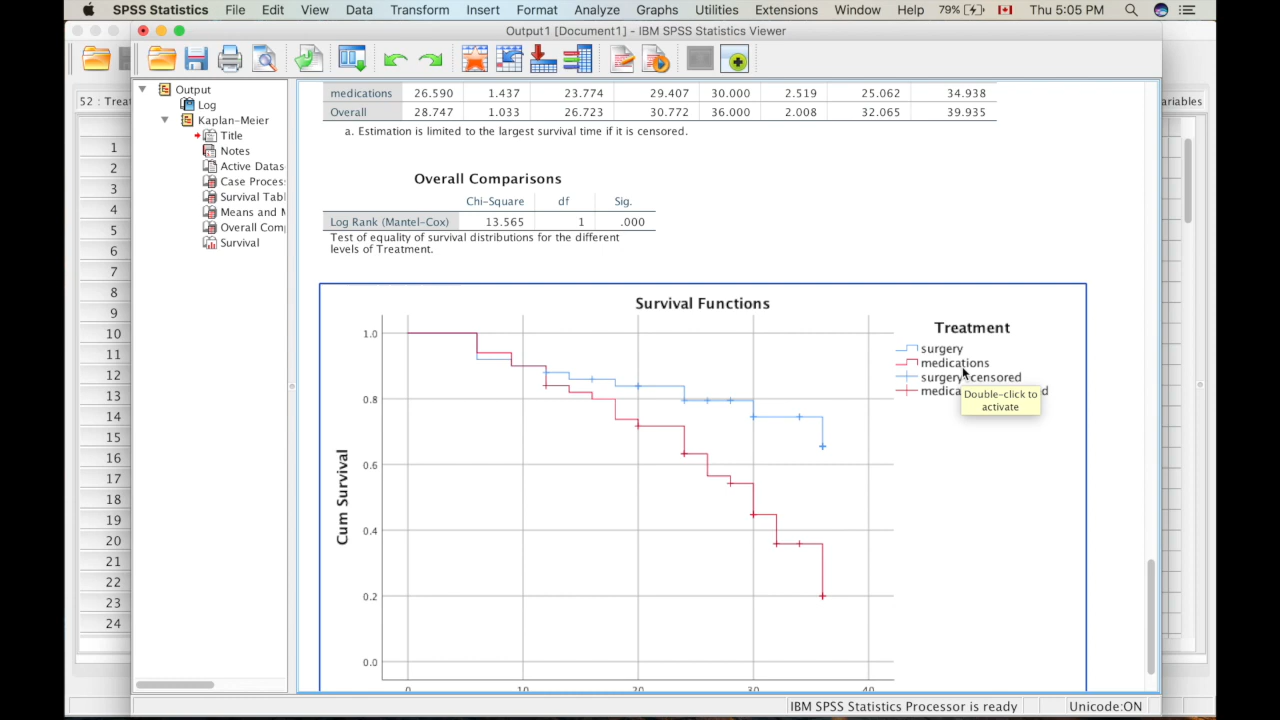 SPSS Statistics File Edit View Data Transform Insert Format Analyze Graphs Utilities Extensions Window Help 79% Thu 5:05 PM
Output1 [Document1] - IBM SPSS Statistics Viewer
52 : Trea
ariables
Output
Log
Kaplan-Meier
Title
Notes
Active Datas
Case Proces
Survival Tabl
Means and M
Overall Comp
Survival
1
2
3
4
5
6
7
8
9
10
11
12
13
14
15
16
17
18
19
20
21
22
23
24
medications 26.590 1.437 23.774 29.407 30.000 2.519 25.062 34.938
Overall 28.747 1.033 26.723 30.772 36.000 2.008 32.065 39.935
a. Estimation is limited to the largest survival time if it is censored.
Overall Comparisons
Chi-Square df Sig.
Log Rank (Mantel-Cox) 13.565 1 .000
Test of equality of survival distributions for the different
levels of Treatment.
Survival Functions
Cum Survival
1.0
0.8
0.6
0.4
0.2
0.0
0 10 20 30 40
Treatment
surgery
medications
surgery-censored
Double-click to
activate
IBM SPSS Statistics Processor is ready Unicode:ON